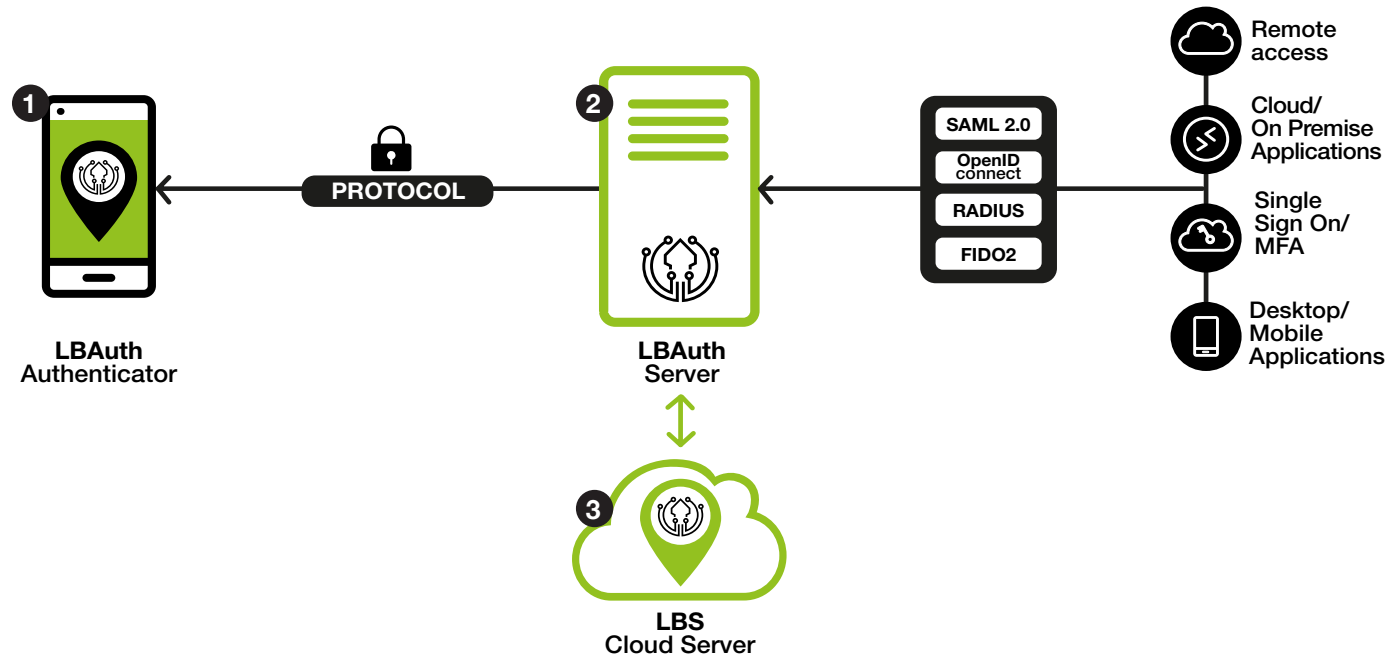 1
PROTOCOL
LBAuth
Authenticator
2
LBAuth
Server
3
LBS
Cloud Server
SAML 2.0
OpenID
connect
RADIUS
FIDO2
Remote
access
Cloud/
On Premise
Applications
Single
Sign On/
MFA
Desktop/
Mobile
Applications